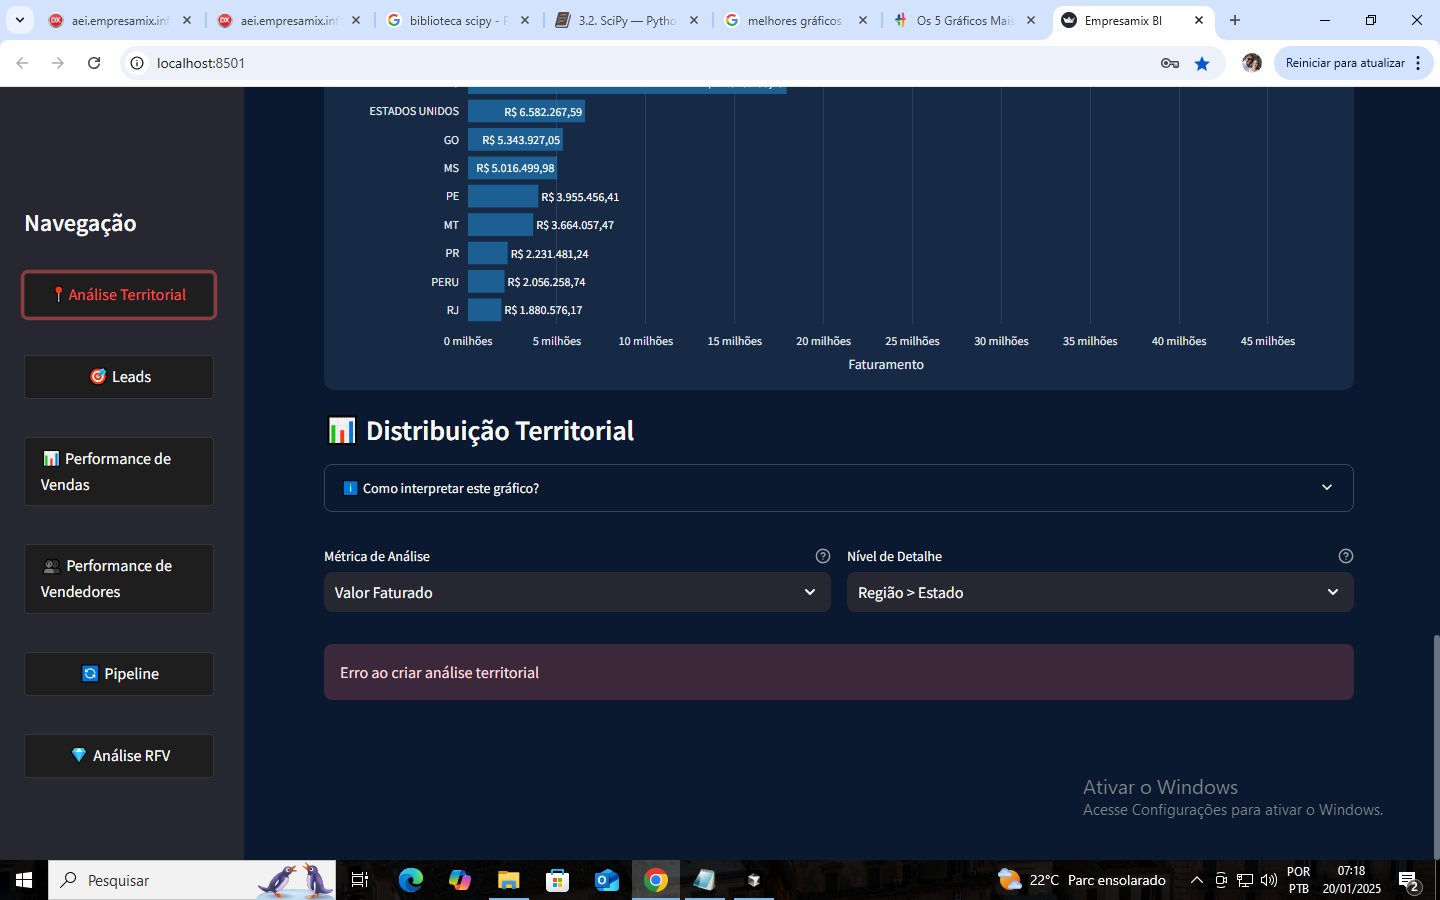 aei.empresamix.inf
aei.empresamix.inf
biblioteca scipy - P
3.2. SciPy — Pytho
melhores gráficos
Os 5 Gráficos Mais
Empresamix BI
localhost:8501
Reiniciar para atualizar
ESTADOS UNIDOS
R$ 6.582.267,59
GO
R$ 5.343.927,05
MS
R$ 5.016.499,98
PE
R$ 3.955.456,41
MT
R$ 3.664.057,47
PR
R$ 2.231.481,24
PERU
R$ 2.056.258,74
RJ
R$ 1.880.576,17
0 milhões
5 milhões
10 milhões
15 milhões
20 milhões
25 milhões
30 milhões
35 milhões
40 milhões
45 milhões
Faturamento
Navegação
Análise Territorial
Leads
Performance de
Vendas
Performance de
Vendedores
Pipeline
Análise RFV
Distribuição Territorial
Como interpretar este gráfico?
Métrica de Análise
Nível de Detalhe
Valor Faturado
Região > Estado
Erro ao criar análise territorial
Ativar o Windows
Acesse Configurações para ativar o Windows.
Pesquisar
22°C Parc ensolarado
POR
PTB
07:18
20/01/2025
2